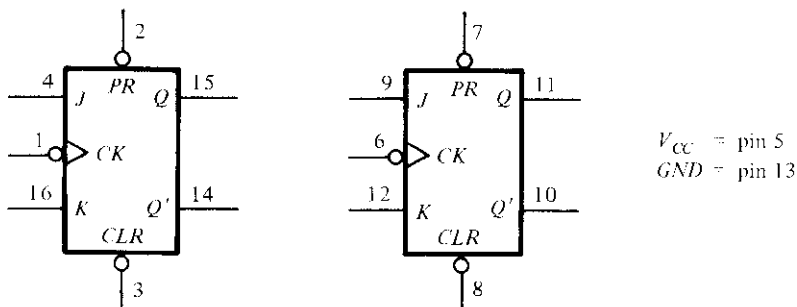 2
7
4
PR
Q
15
9
PR
Q
11
J
J
1
CK
6
CK
V_CC = pin 5
GND = pin 13
16
14
12
10
K
Q'
K
Q'
CLR
CLR
3
8